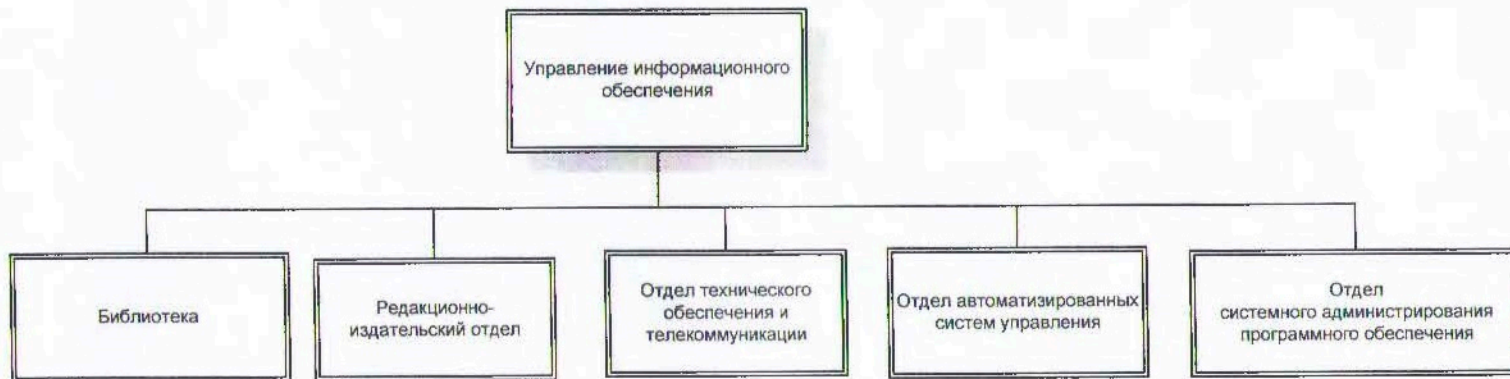 Управление информационного
обеспечения
Библиотека
Редакционно-
издательский отдел
Отдел технического
обеспечения и
телекоммуникации
Отдел автоматизированных
систем управления
Отдел
системного администрирования
программного обеспечения